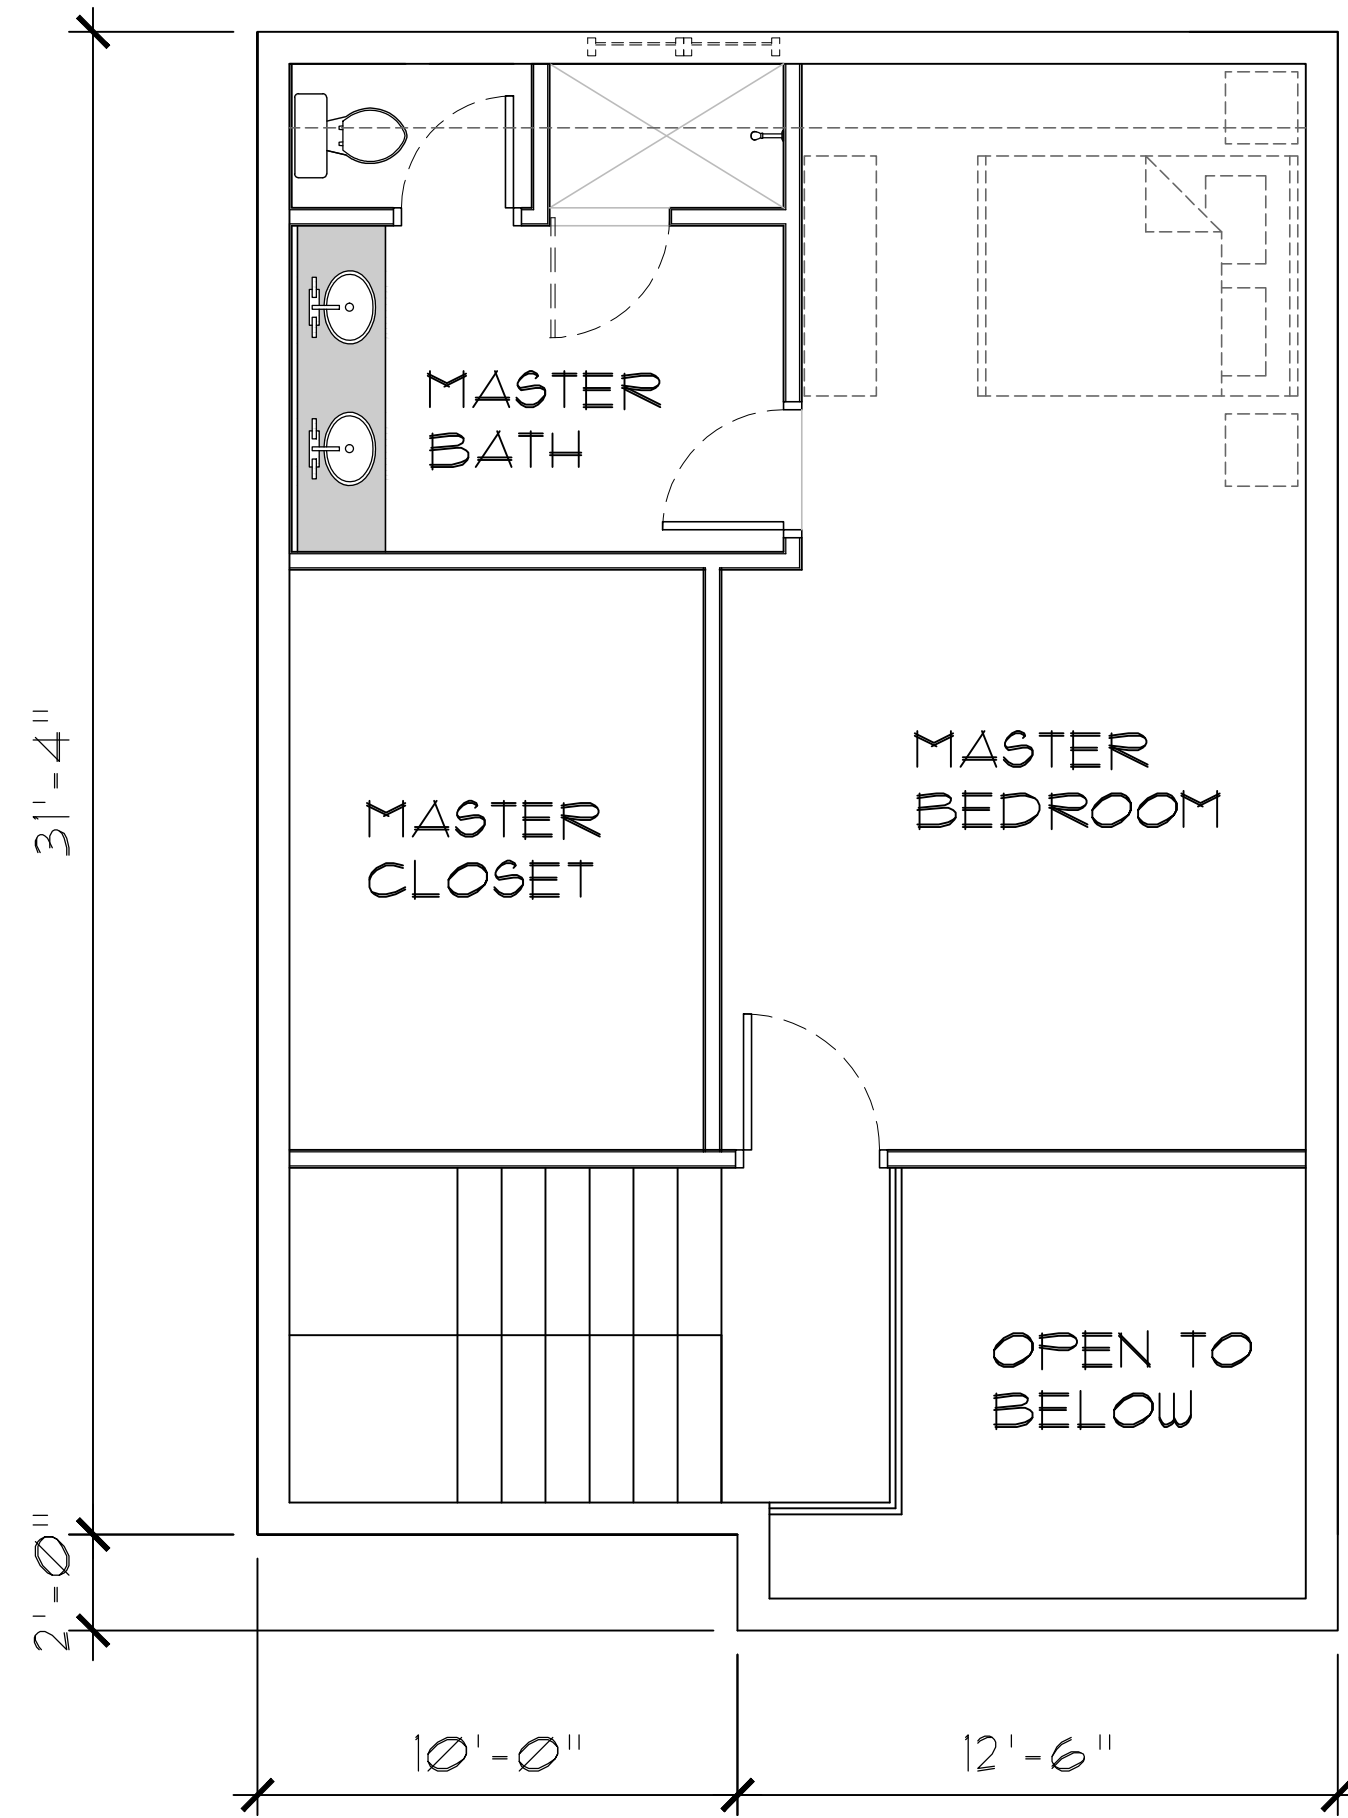 MASTER
BATH
MASTER
BEDROOM
MASTER
CLOSET
31'-4"
OPEN TO
BELOW
2'-0"
10'-0"
12'-6"